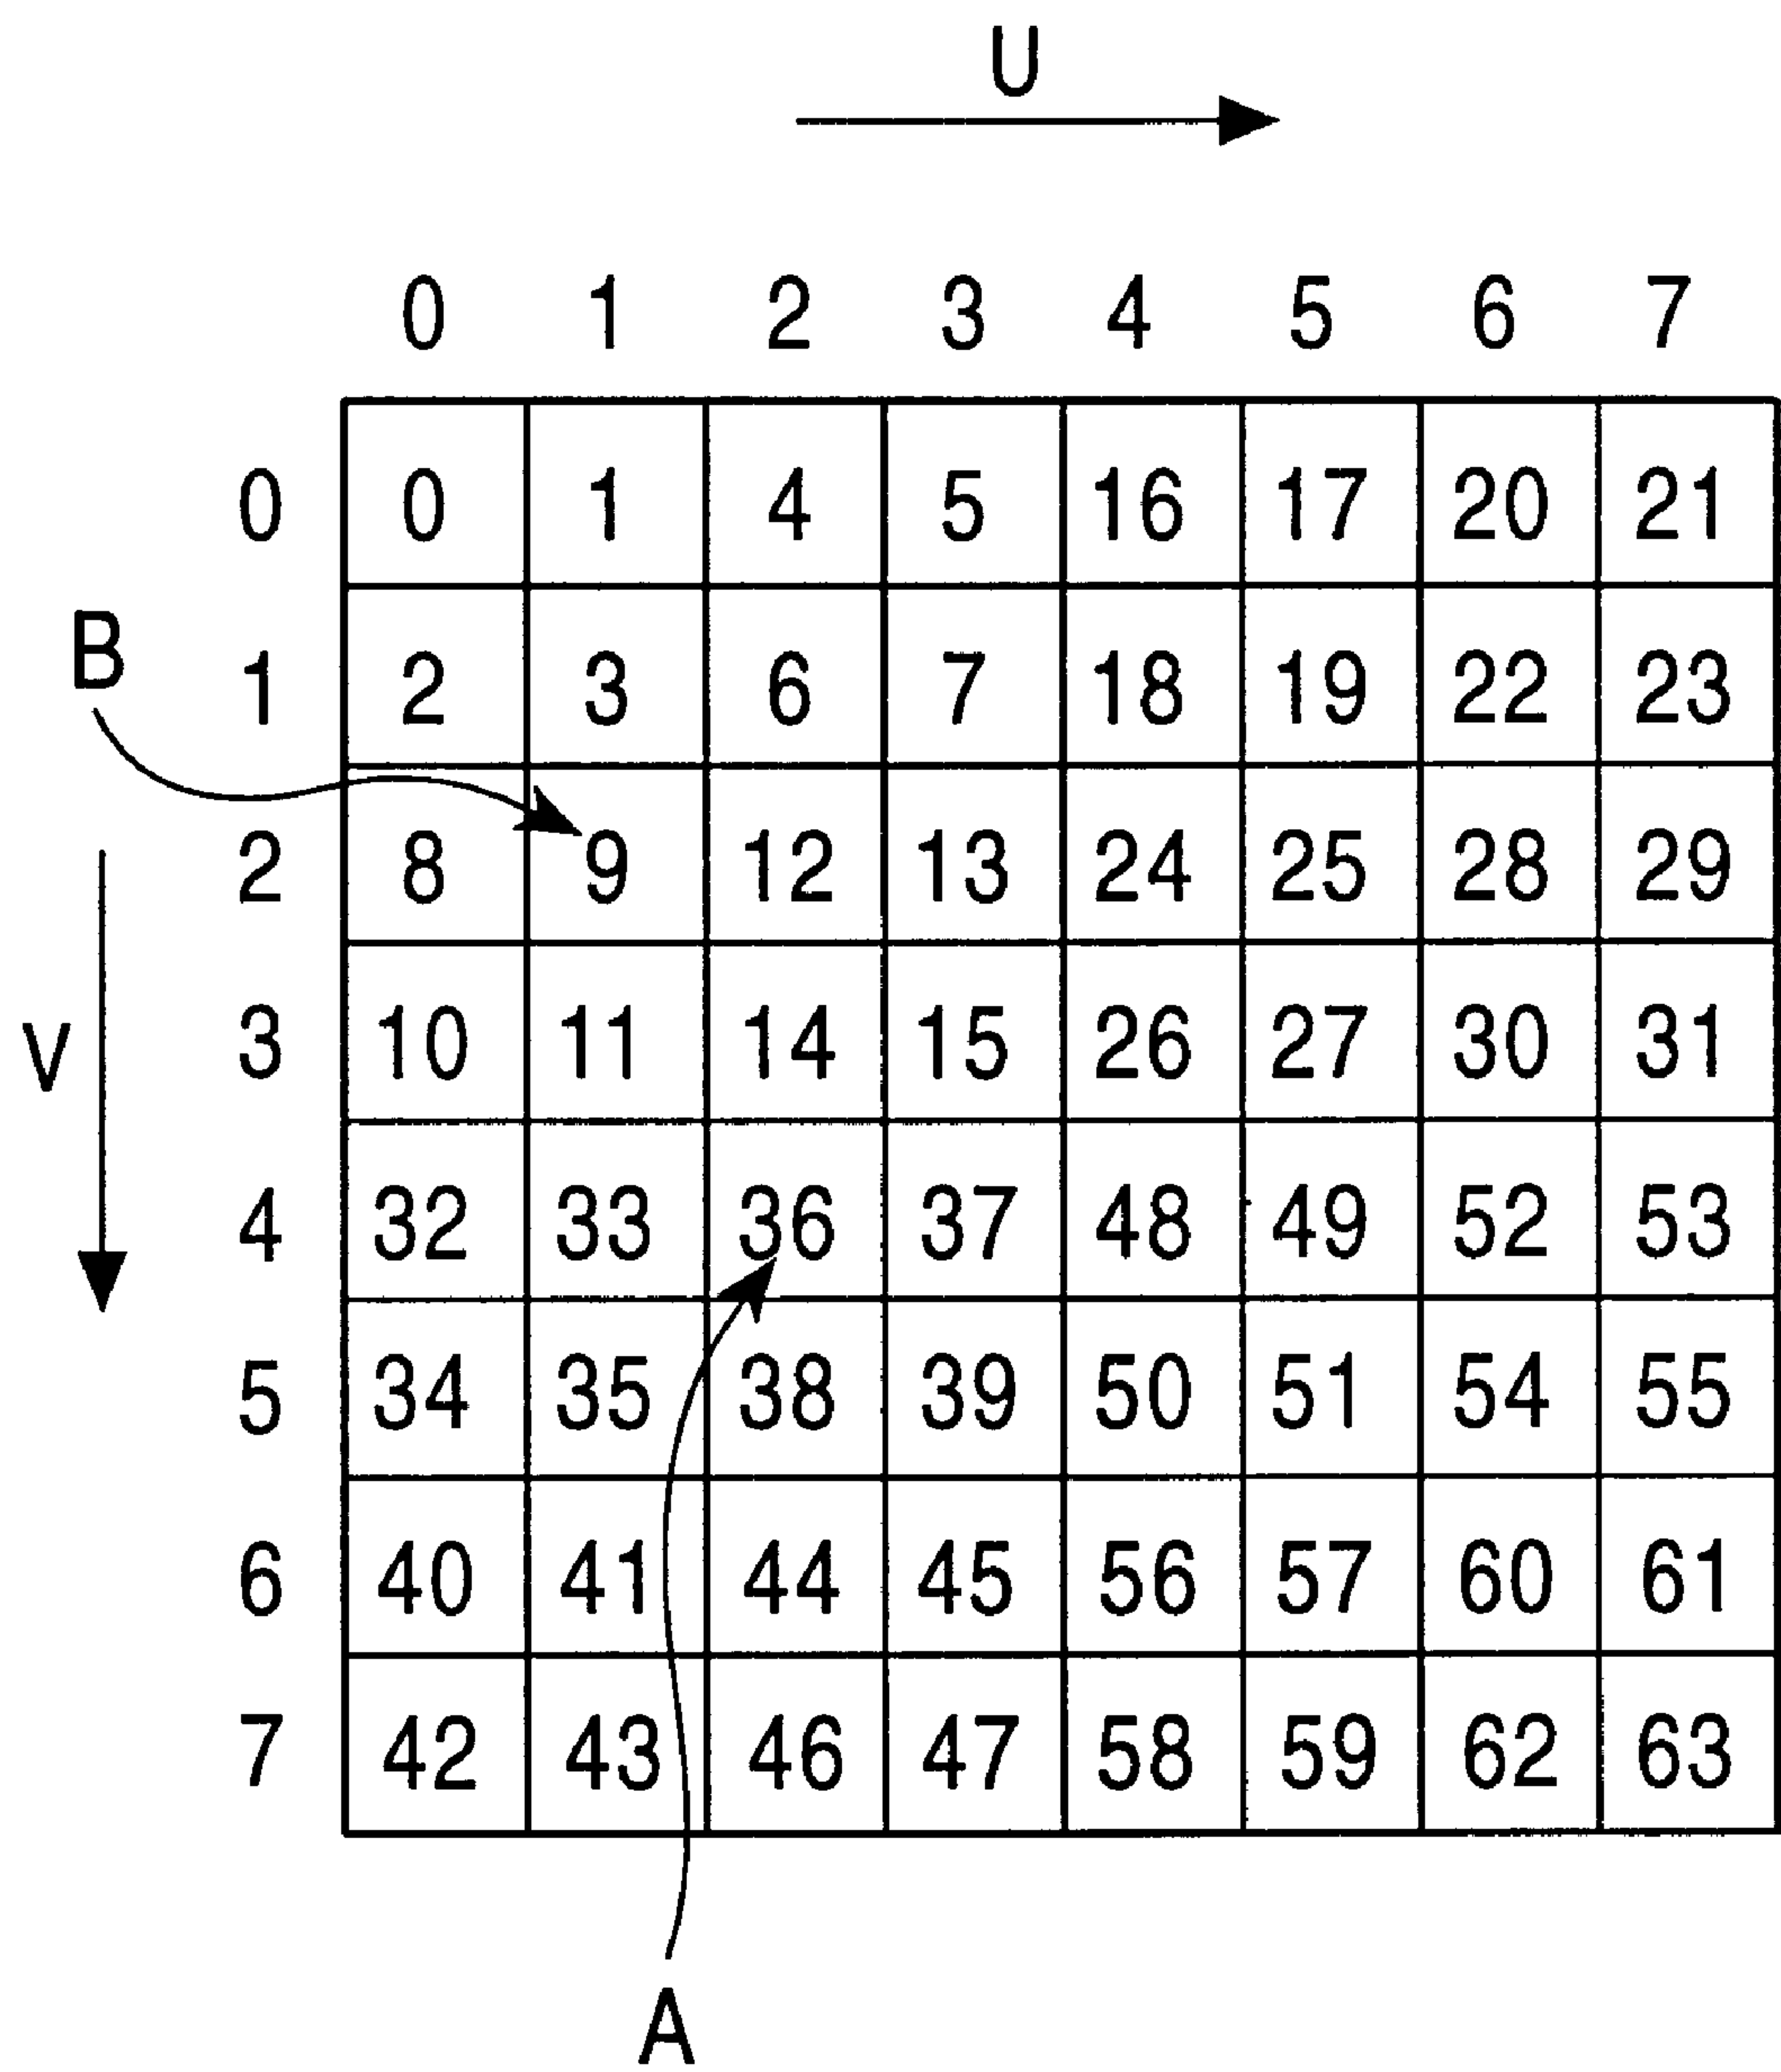 U
0 1 2 3 4 5 6 7
0 0 1 4 5 16 17 20 21
B
1 2 3 6 7 18 19 22 23
2 8 9 12 13 24 25 28 29
V
3 10 11 14 15 26 27 30 31
4 32 33 36 37 48 49 52 53
5 34 35 38 39 50 51 54 55
6 40 41 44 45 56 57 60 61
7 42 43 46 47 58 59 62 63
A